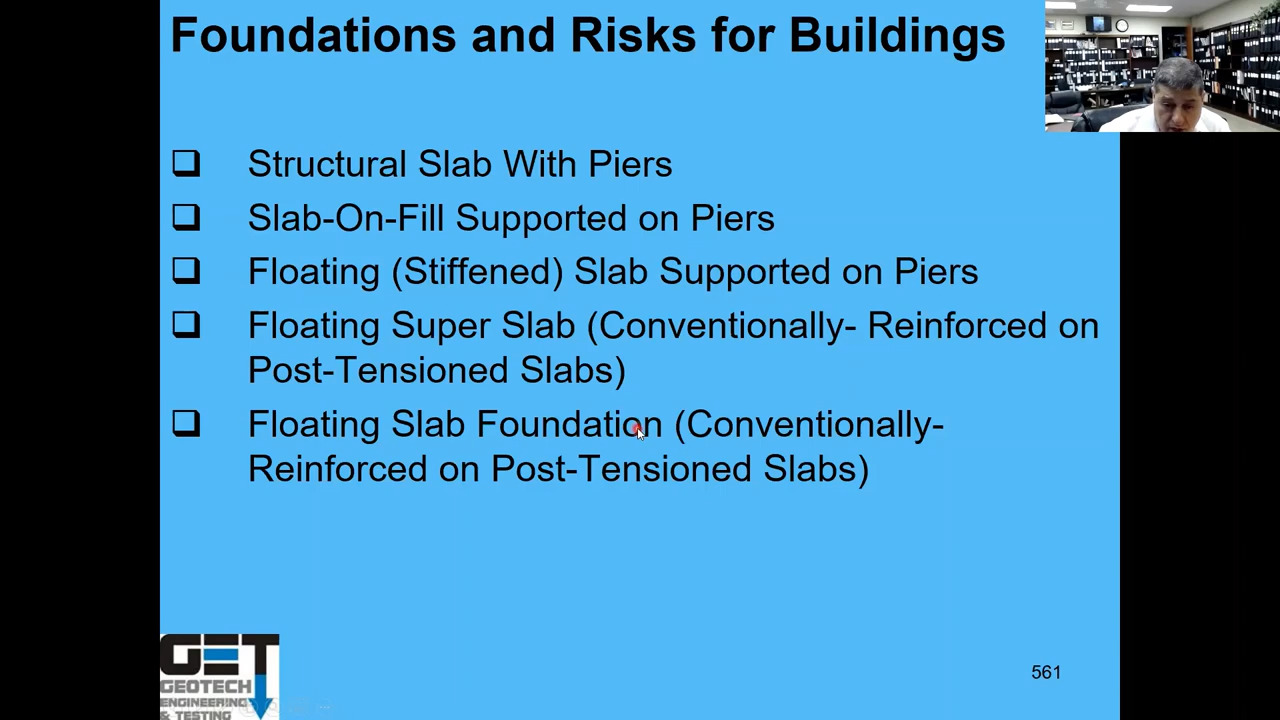 Foundations and Risks for Buildings
Structural Slab With Piers
Slab-On-Fill Supported on Piers
Floating (Stiffened) Slab Supported on Piers
Floating Super Slab (Conventionally- Reinforced on
Post-Tensioned Slabs)
Floating Slab Foundation (Conventionally-
Reinforced on Post-Tensioned Slabs)
GET
GEOTECH
ENGINEERING
& TESTING
561